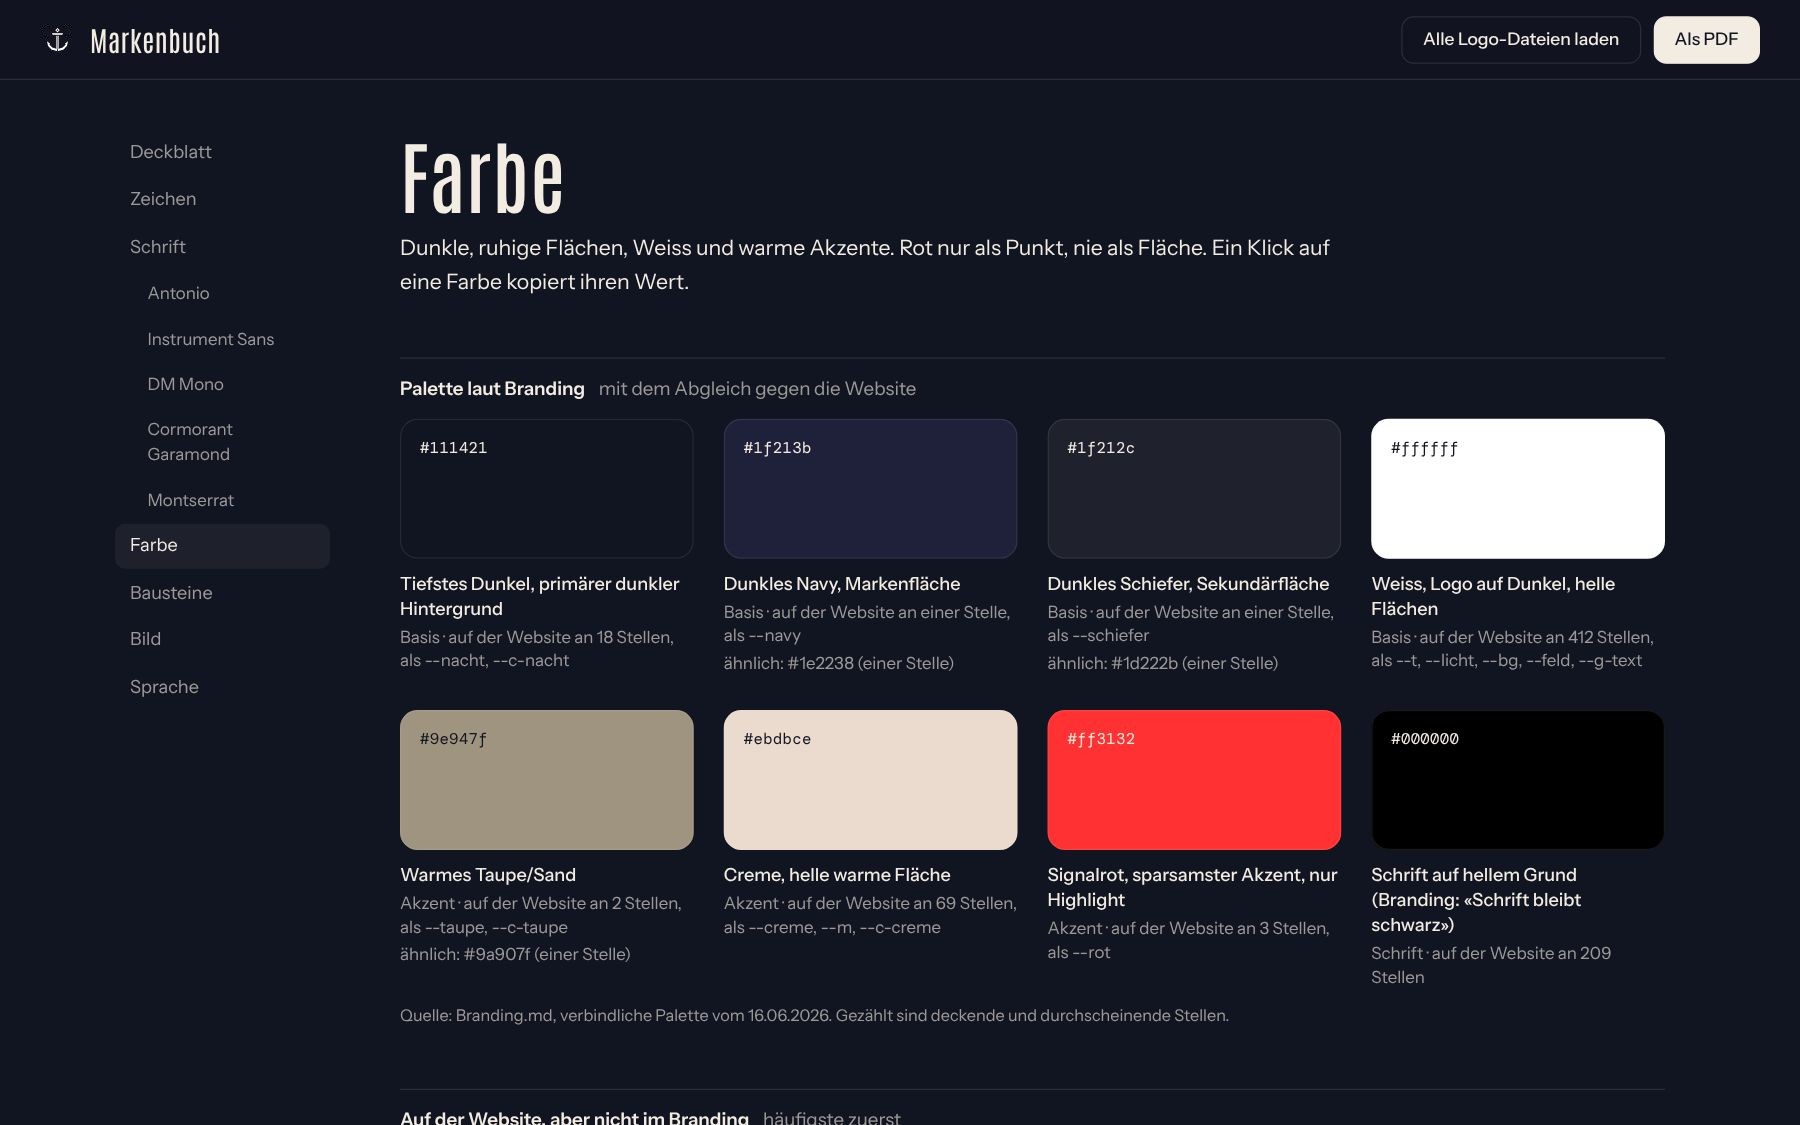 Markenbuch
Alle Logo-Dateien laden
Als PDF
Deckblatt
Zeichen
Schrift
Antonio
Instrument Sans
DM Mono
Cormorant
Garamond
Montserrat
Farbe
Bausteine
Bild
Sprache
Farbe
Dunkle, ruhige Flächen, Weiss und warme Akzente. Rot nur als Punkt, nie als Fläche. Ein Klick auf
eine Farbe kopiert ihren Wert.
Palette laut Branding mit dem Abgleich gegen die Website
#111421
Tiefstes Dunkel, primärer dunkler
Hintergrund
Basis · auf der Website an 18 Stellen,
als --nacht, --c-nacht
#1f213b
Dunkles Navy, Markenfläche
Basis · auf der Website an einer Stelle,
als --navy
ähnlich: #1e2238 (einer Stelle)
#1f212c
Dunkles Schiefer, Sekundärfläche
Basis · auf der Website an einer Stelle,
als --schiefer
ähnlich: #1d222b (einer Stelle)
#ffffff
Weiss, Logo auf Dunkel, helle
Flächen
Basis · auf der Website an 412 Stellen,
als --t, --licht, --bg, --feld, --g-text
#9e947f
Warmes Taupe/Sand
Akzent · auf der Website an 2 Stellen,
als --taupe, --c-taupe
ähnlich: #9a907f (einer Stelle)
#ebdbce
Creme, helle warme Fläche
Akzent · auf der Website an 69 Stellen,
als --creme, --m, --c-creme
#ff3132
Signalrot, sparsamster Akzent, nur
Highlight
Akzent · auf der Website an 3 Stellen,
als --rot
#000000
Schrift auf hellem Grund
(Branding: «Schrift bleibt
schwarz»)
Schrift · auf der Website an 209
Stellen
Quelle: Branding.md, verbindliche Palette vom 16.06.2026. Gezählt sind deckende und durchscheinende Stellen.
Auf der Website, aber nicht im Branding häufigste zuerst